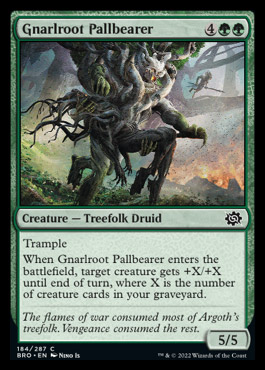 Gnarlroot Pallbearer 4
Creature — Treefolk Druid
Trample
When Gnarlroot Pallbearer enters the
battlefield, target creature gets +X/+X
until end of turn, where X is the number
of creature cards in your graveyard.
The flames of war consumed most of Argoth's
treefolk. Vengeance consumed the rest.
5/5
184/287 C
BRO • EN Nino Is
™ & © 2022 Wizards of the Coast